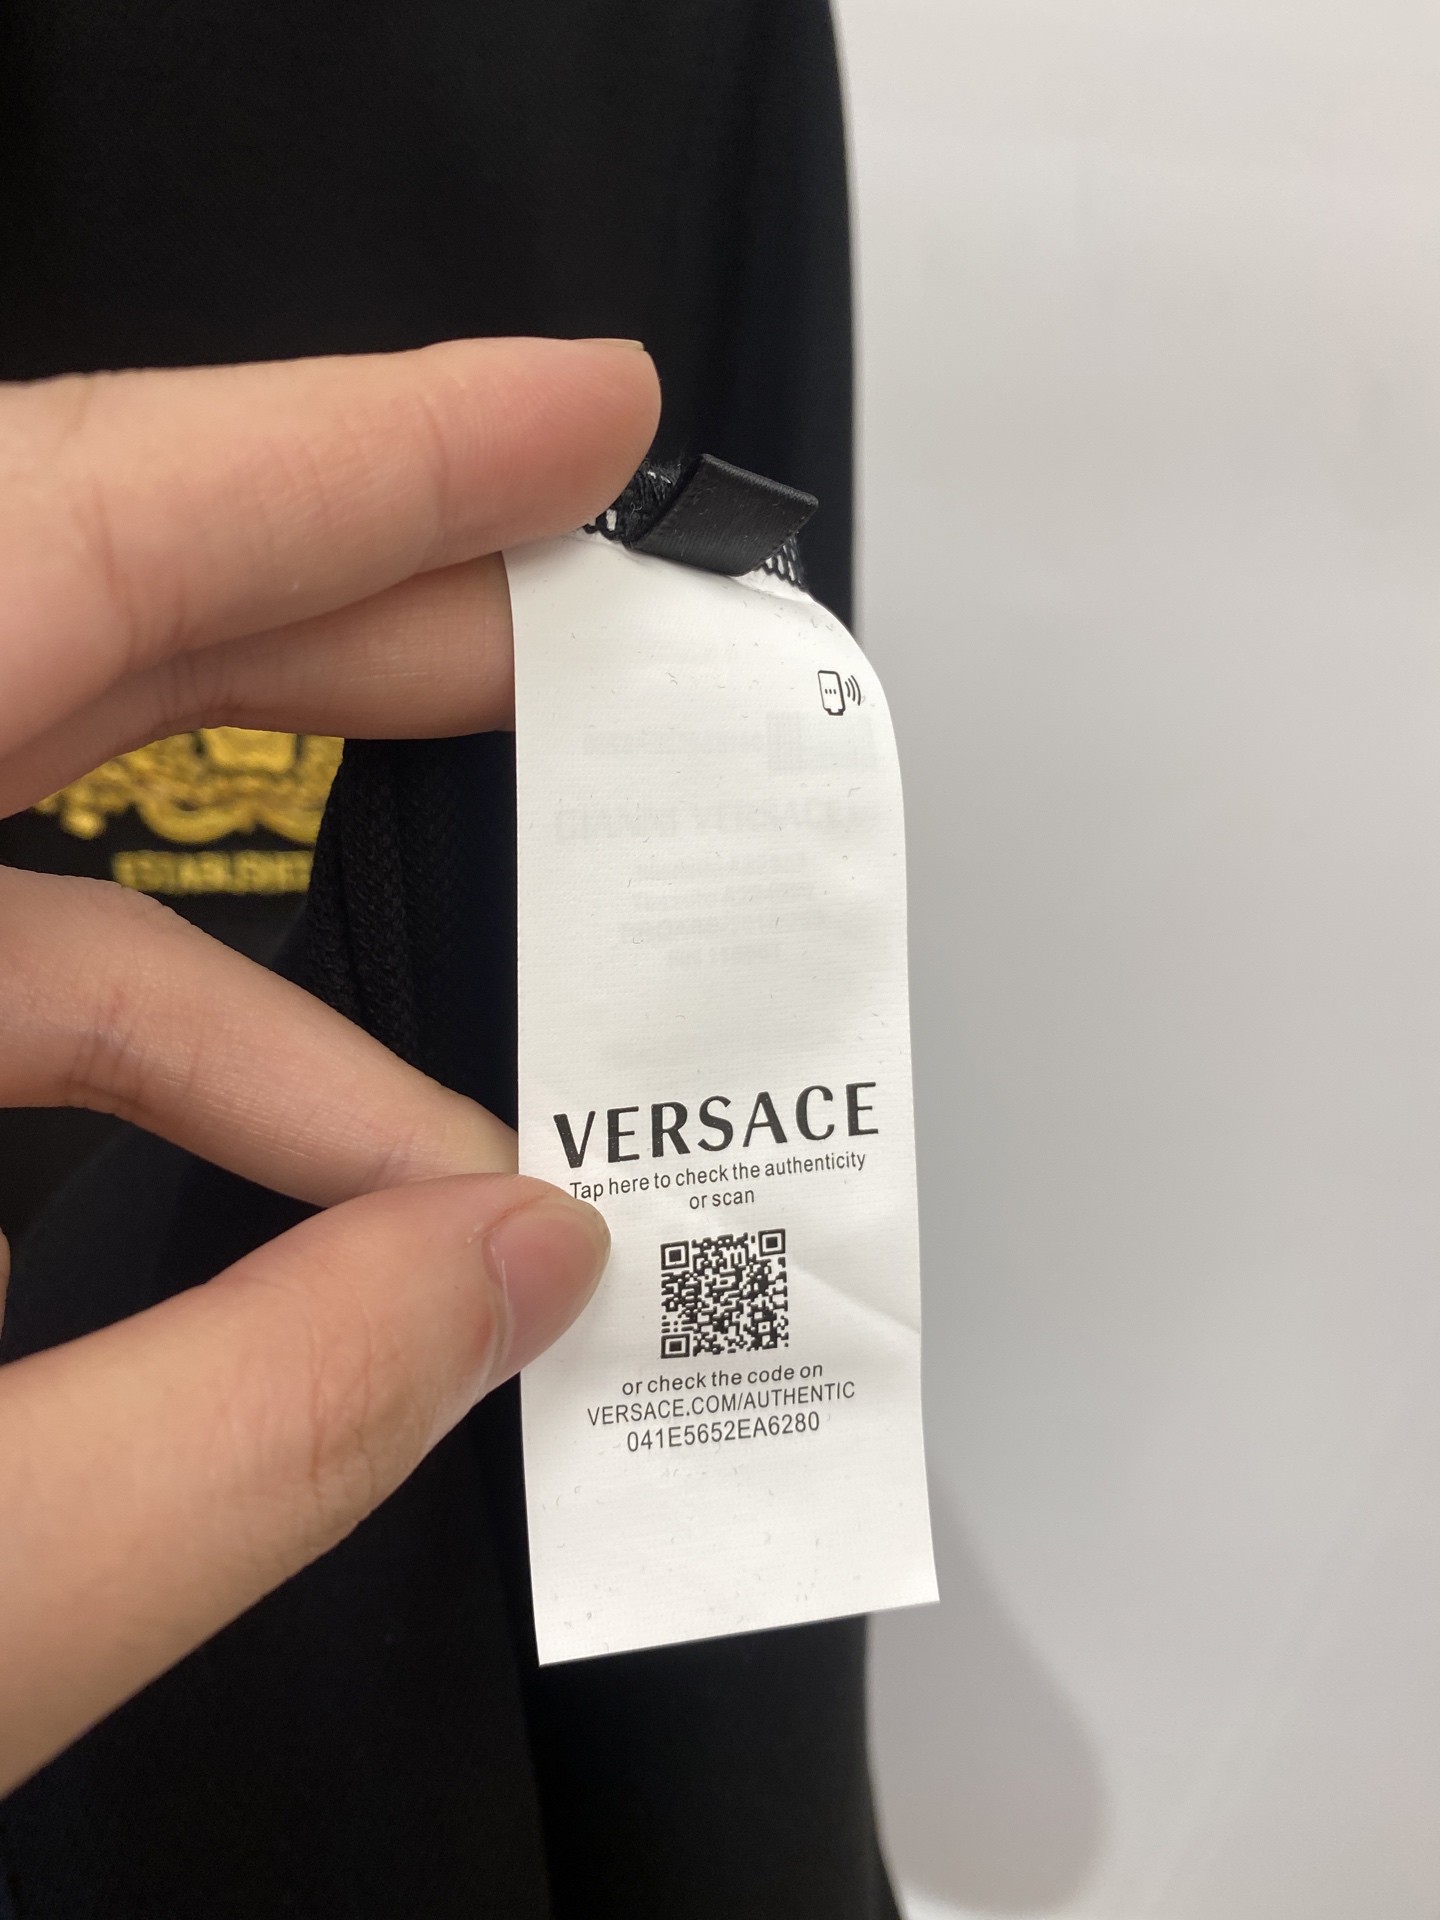 VERSACE
Tap here to check the authenticity
or scan
or check the code on
VERSACE.COM/AUTHENTIC
041E5652EA6280